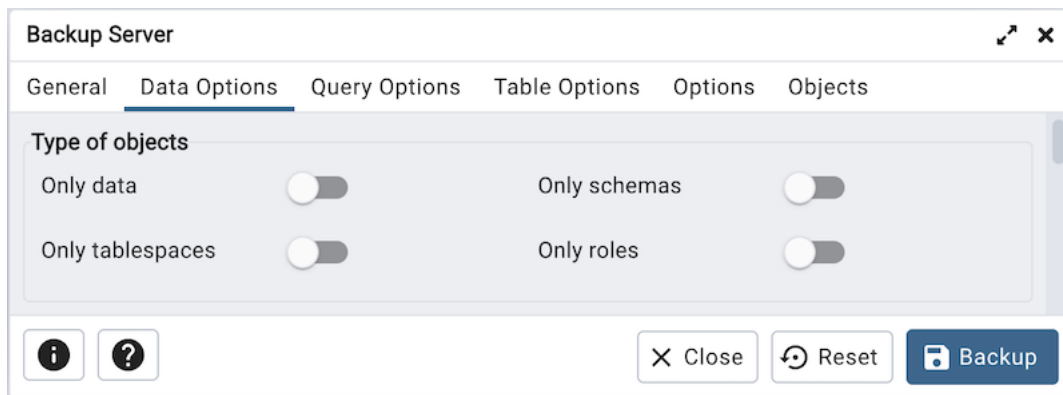 Backup Server
General Data Options Query Options Table Options Options Objects
Type of objects
Only data Only schemas
Only tablespaces Only roles
Close Reset Backup